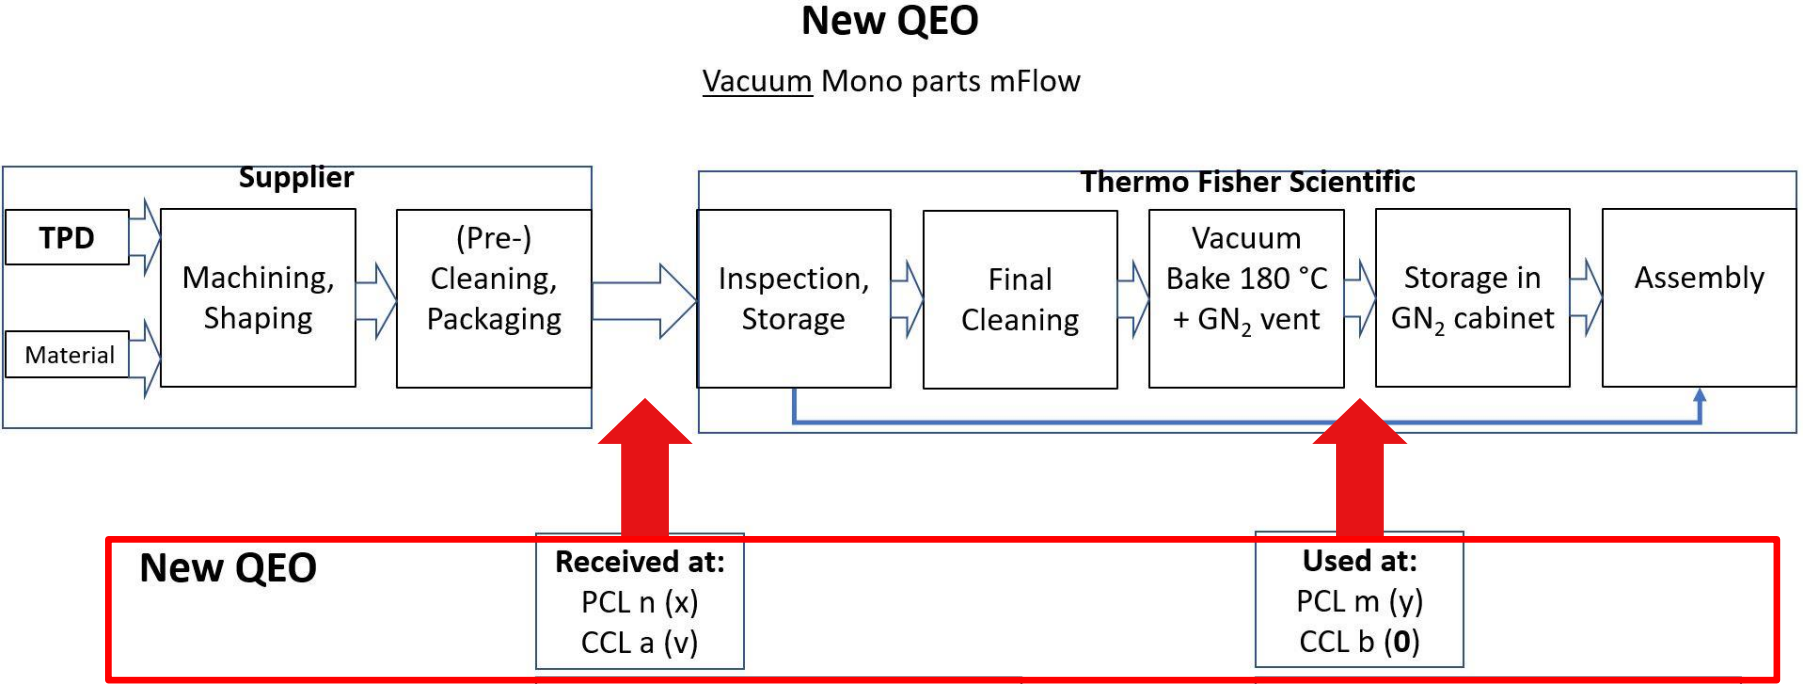 New QEO
Vacuum Mono parts mFlow
Supplier
TPD
Material
Machining,
Shaping
(Pre-)
Cleaning,
Packaging
Thermo Fisher Scientific
Inspection,
Storage
Final
Cleaning
Vacuum
Bake 180 °C
+ GN₂ vent
Storage in
GN₂ cabinet
Assembly
New QEO
Received at:
PCL n (x)
CCL a (v)
Used at:
PCL m (y)
CCL b (0)